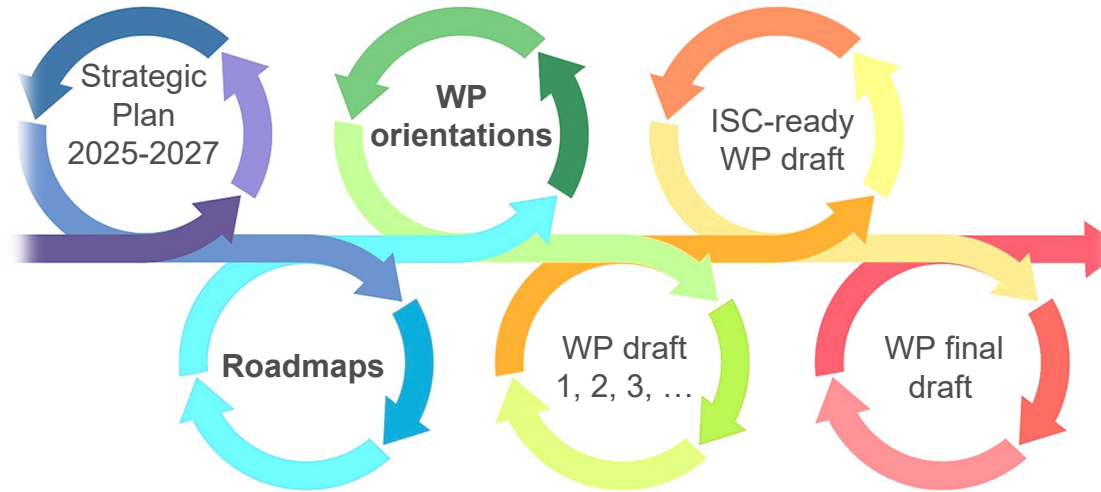 Strategic
Plan
2025-2027
Roadmaps
WP
orientations
WP draft
1, 2, 3, …
ISC-ready
WP draft
WP final
draft